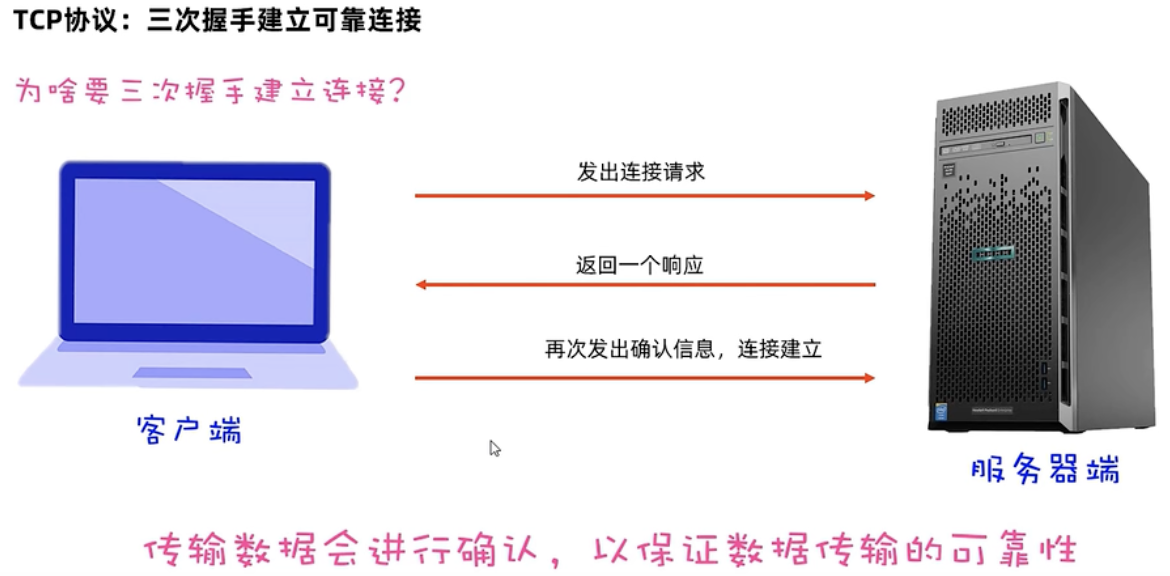 TCP协议：三次握手建立可靠连接
为啥要三次握手建立连接？
发出连接请求
返回一个响应
再次发出确认信息，连接建立
客户端
服务器端
传输数据会进行确认，以保证数据传输的可靠性